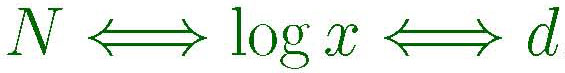 N ⟺ log x ⟺ d